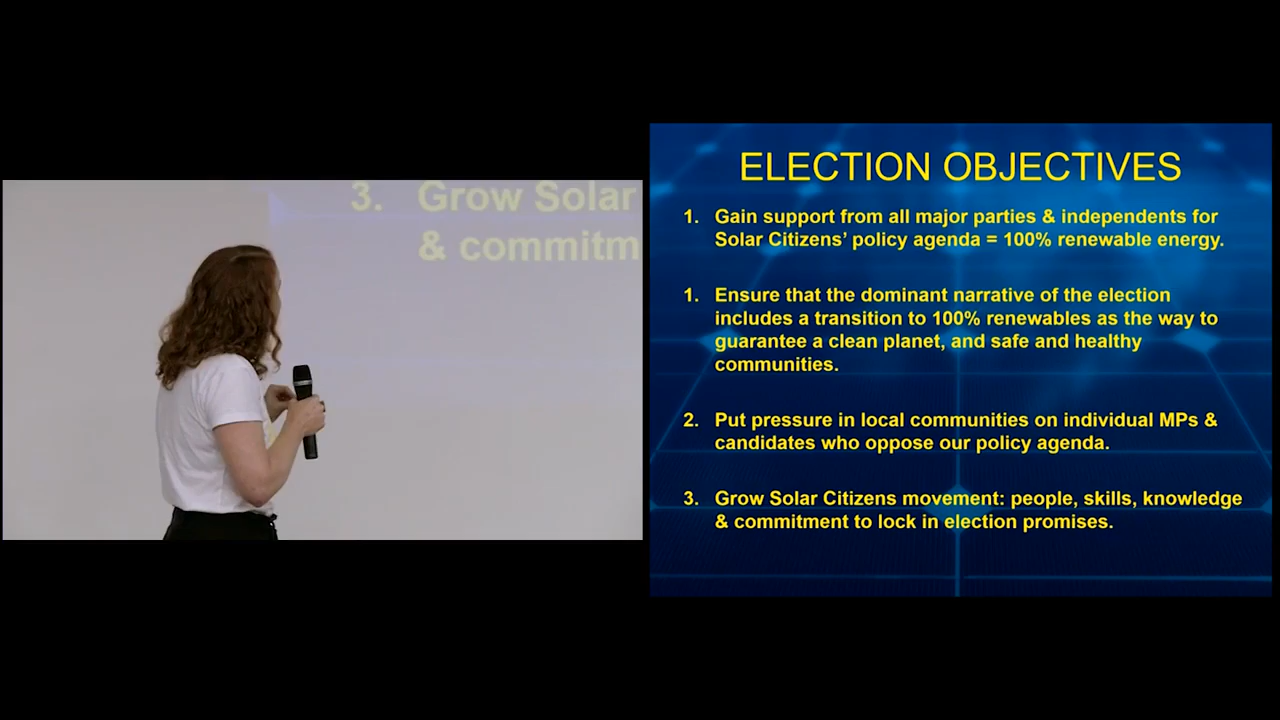 3. Grow Solar
& commitm
ELECTION OBJECTIVES
1. Gain support from all major parties & independents for
Solar Citizens’ policy agenda = 100% renewable energy.
1. Ensure that the dominant narrative of the election
includes a transition to 100% renewables as the way to
guarantee a clean planet, and safe and healthy
communities.
2. Put pressure in local communities on individual MPs &
candidates who oppose our policy agenda.
3. Grow Solar Citizens movement: people, skills, knowledge
& commitment to lock in election promises.